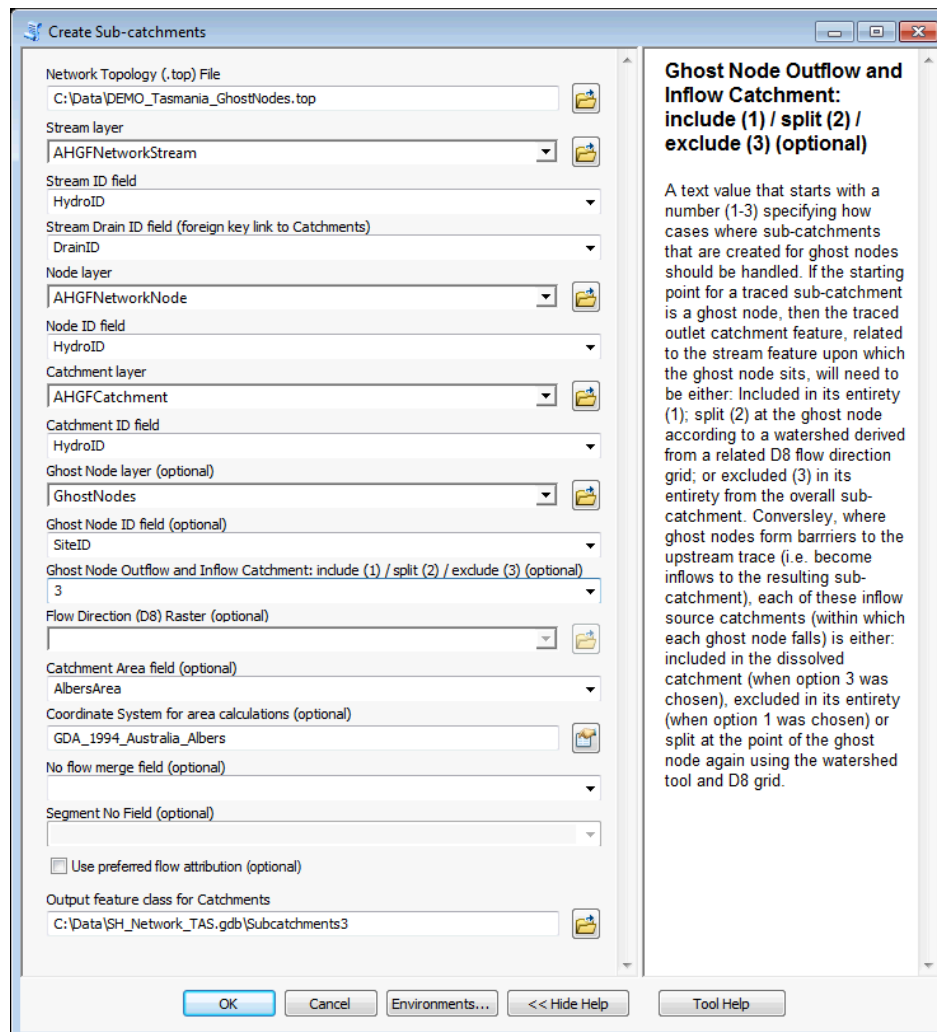 Create Sub-catchments
Network Topology (.top) File
C:\Data\DEMO_Tasmania_GhostNodes.top
Stream layer
AHGFNetworkStream
Stream ID field
HydroID
Stream Drain ID field (foreign key link to Catchments)
DrainID
Node layer
AHGFNetworkNode
Node ID field
HydroID
Catchment layer
AHGFCatchment
Catchment ID field
HydroID
Ghost Node layer (optional)
GhostNodes
Ghost Node ID field (optional)
SiteID
Ghost Node Outflow and Inflow Catchment: include (1) / split (2) / exclude (3) (optional)
3
Flow Direction (D8) Raster (optional)
Catchment Area field (optional)
AlbersArea
Coordinate System for area calculations (optional)
GDA_1994_Australia_Albers
No flow merge field (optional)
Segment No Field (optional)
Use preferred flow attribution (optional)
Output feature class for Catchments
C:\Data\SH_Network_TAS.gdb\Subcatchments3
Ghost Node Outflow and
Inflow Catchment:
include (1) / split (2) /
exclude (3) (optional)
A text value that starts with a
number (1-3) specifying how
cases where sub-catchments
that are created for ghost nodes
should be handled. If the starting
point for a traced sub-catchment
is a ghost node, then the traced
outlet catchment feature, related
to the stream feature upon which
the ghost node sits, will need to
be either: Included in its entirety
(1); split (2) at the ghost node
according to a watershed derived
from a related D8 flow direction
grid; or excluded (3) in its
entirety from the overall sub-
catchment. Conversley, where
ghost nodes form barrriers to the
upstream trace (i.e. become
inflows to the resulting sub-
catchment), each of these inflow
source catchments (within which
each ghost node falls) is either:
included in the dissolved
catchment (when option 3 was
chosen), excluded in its entirety
(when option 1 was chosen) or
split at the point of the ghost
node again using the watershed
tool and D8 grid.
OK
Cancel
Environments...
<< Hide Help
Tool Help